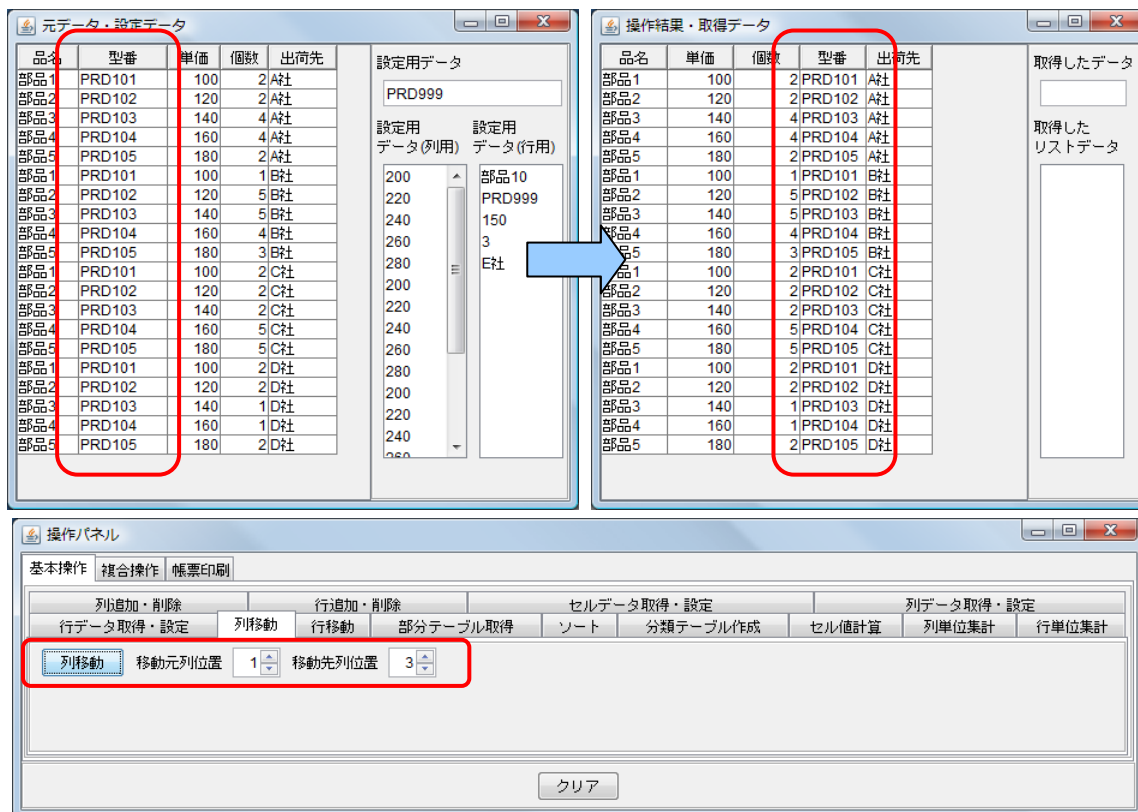 元データ・設定データ
品名 型番 単価 個数 出荷先
部品1 PRD101 100 2 A社
部品2 PRD102 120 2 A社
部品3 PRD103 140 4 A社
部品4 PRD104 160 4 A社
部品5 PRD105 180 2 A社
部品1 PRD101 100 1 B社
部品2 PRD102 120 5 B社
部品3 PRD103 140 5 B社
部品4 PRD104 160 4 B社
部品5 PRD105 180 3 B社
部品1 PRD101 100 2 C社
部品2 PRD102 120 2 C社
部品3 PRD103 140 2 C社
部品4 PRD104 160 5 C社
部品5 PRD105 180 5 C社
部品1 PRD101 100 2 D社
部品2 PRD102 120 2 D社
部品3 PRD103 140 1 D社
部品4 PRD104 160 1 D社
部品5 PRD105 180 2 D社
設定用データ
PRD999
設定用
データ(列用)
200
220
240
260
280
200
220
240
260
280
200
220
240
260
設定用
データ(行用)
部品10
PRD999
150
3
E社
操作結果・取得データ
品名 単価 個数 型番 出荷先
部品1 100 2 PRD101 A社
部品2 120 2 PRD102 A社
部品3 140 4 PRD103 A社
部品4 160 4 PRD104 A社
部品5 180 2 PRD105 A社
部品1 100 1 PRD101 B社
部品2 120 5 PRD102 B社
部品3 140 5 PRD103 B社
部品4 160 4 PRD104 B社
部品5 180 3 PRD105 B社
部品1 100 2 PRD101 C社
部品2 120 2 PRD102 C社
部品3 140 2 PRD103 C社
部品4 160 5 PRD104 C社
部品5 180 5 PRD105 C社
部品1 100 2 PRD101 D社
部品2 120 2 PRD102 D社
部品3 140 1 PRD103 D社
部品4 160 1 PRD104 D社
部品5 180 2 PRD105 D社
取得したデータ
取得した
リストデータ
操作パネル
基本操作 複合操作 帳票印刷
列追加・削除 行追加・削除 セルデータ取得・設定 列データ取得・設定
行データ取得・設定 列移動 行移動 部分テーブル取得 ソート 分類テーブル作成 セル値計算 列単位集計 行単位集計
列移動 移動元列位置 1 移動先列位置 3
クリア